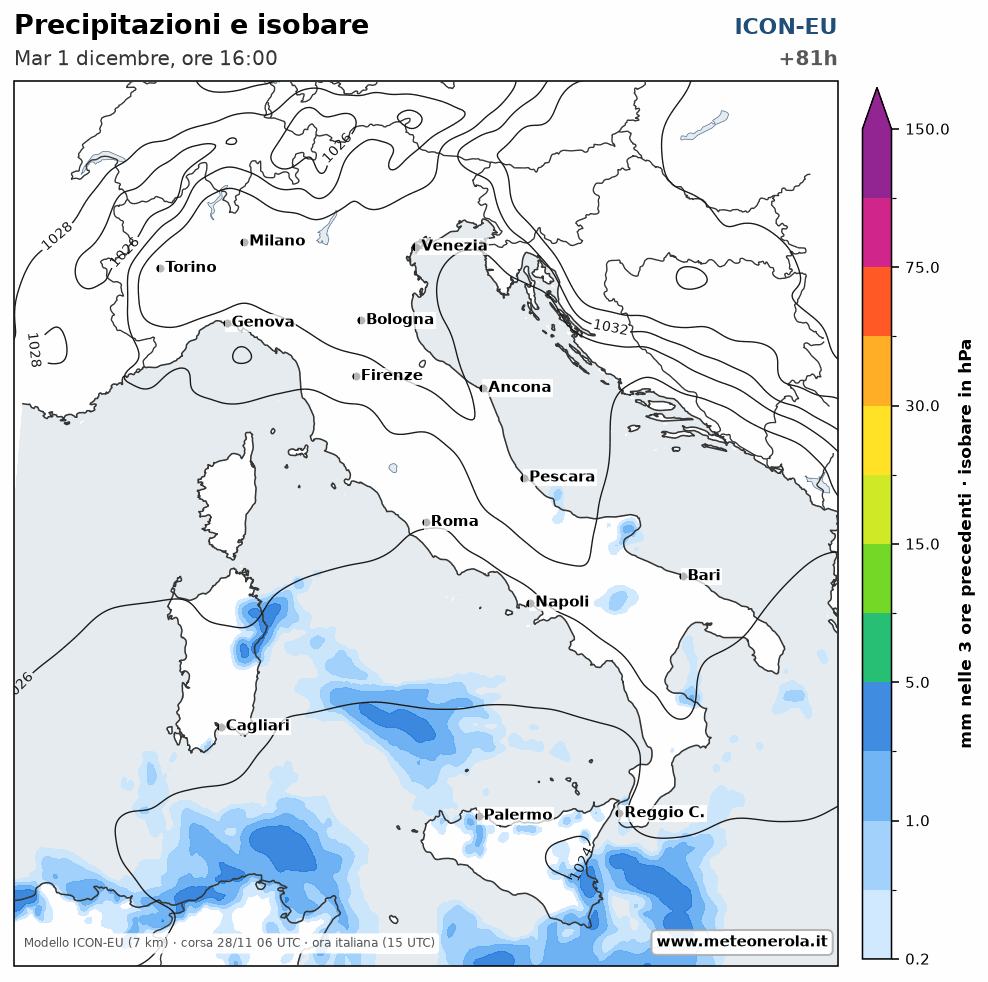 Precipitazioni e isobare
ICON-EU
Mar 1 dicembre, ore 16:00
+81h
1026
1028
1026
Milano
Venezia
Torino
Genova
Bologna
1032
1028
Firenze
Ancona
Pescara
Roma
Bari
Napoli
026
Cagliari
Palermo
Reggio C.
1024
Modello ICON-EU (7 km) · corsa 28/11 06 UTC · ora italiana (15 UTC)
www.meteonerola.it
150.0
75.0
30.0
15.0
5.0
1.0
0.2
mm nelle 3 ore precedenti · isobare in hPa